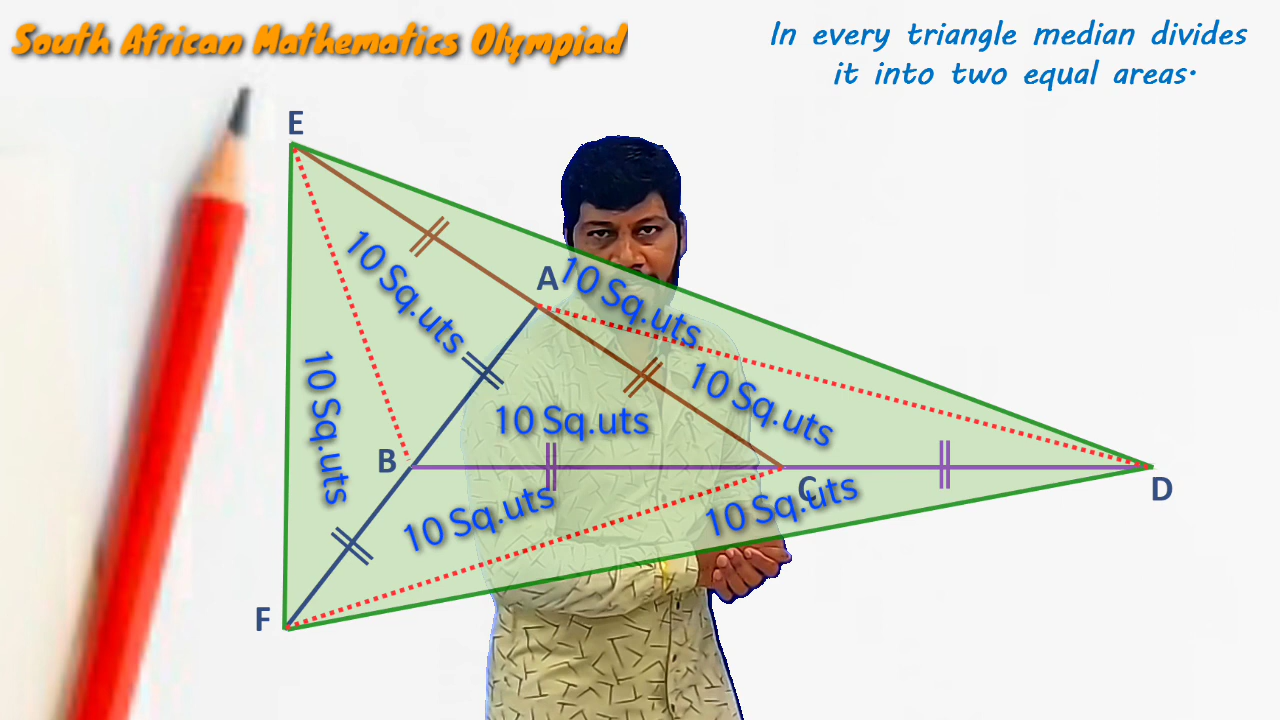 South African Mathematics Olympiad
In every triangle median divides
it into two equal areas.
E
A
10 Sq.uts
10 Sq.uts
10 Sq.uts
10 Sq.uts
10 Sq.uts
B
C
D
10 Sq.uts
10 Sq.uts
F